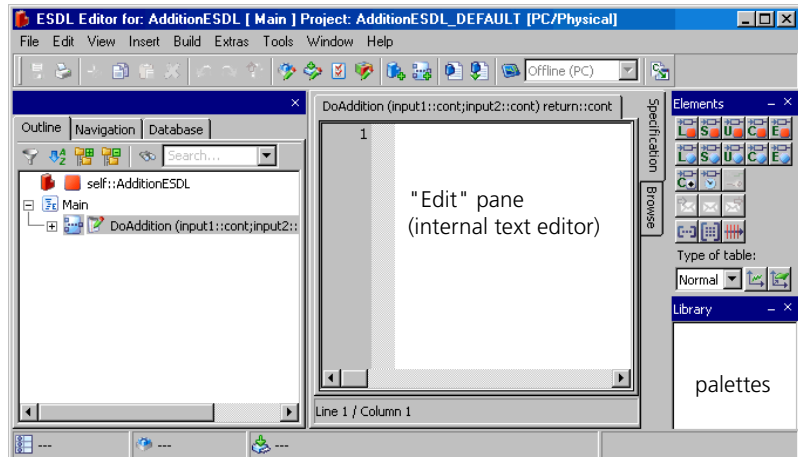 ESDL Editor for: AdditionESDL [ Main ] Project: AdditionESDL_DEFAULT [PC/Physical]
File Edit View Insert Build Extras Tools Window Help
Offline (PC)
Outline Navigation Database
Search...
self::AdditionESDL
Main
DoAddition (input1::cont;input2::
DoAddition (input1::cont;input2::cont) return::cont
1
"Edit" pane
(internal text editor)
Line 1 / Column 1
Specification
Browse
Elements
L S U C E
L S U C E
C
Type of table:
Normal
Library
palettes
--- --- ---